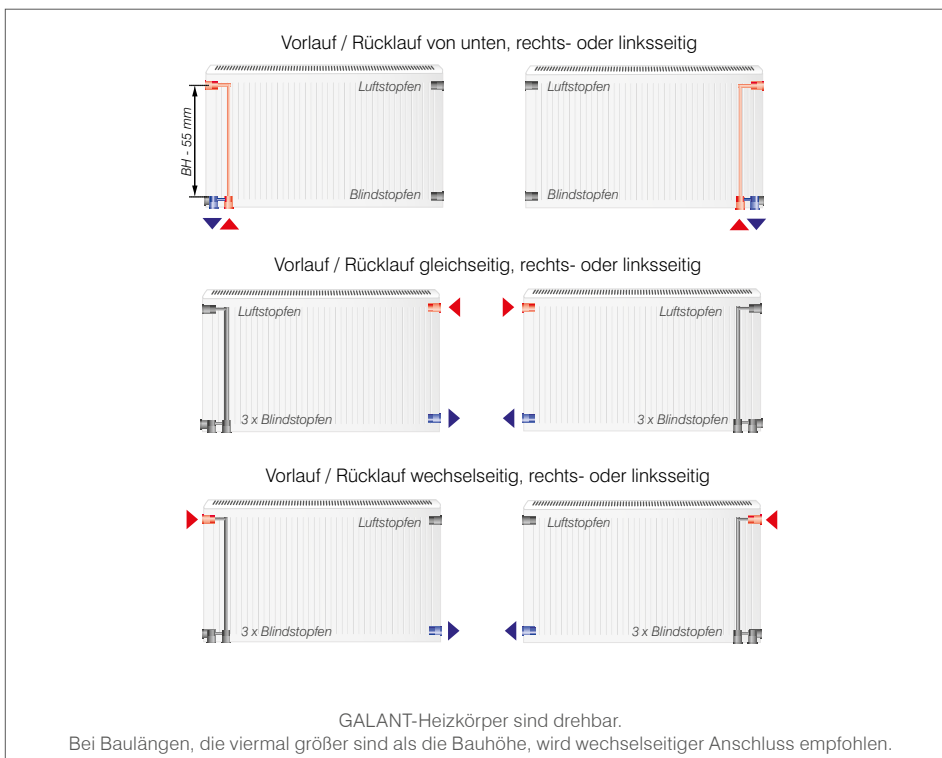 Vorlauf / Rücklauf von unten, rechts- oder linksseitig
Luftstopfen
Luftstopfen
BH - 55 mm
Blindstopfen
Blindstopfen
Vorlauf / Rücklauf gleichseitig, rechts- oder linksseitig
Luftstopfen
Luftstopfen
3 x Blindstopfen
3 x Blindstopfen
Vorlauf / Rücklauf wechselseitig, rechts- oder linksseitig
Luftstopfen
Luftstopfen
3 x Blindstopfen
3 x Blindstopfen
GALANT-Heizkörper sind drehbar.
Bei Baulängen, die viermal größer sind als die Bauhöhe, wird wechselseitiger Anschluss empfohlen.